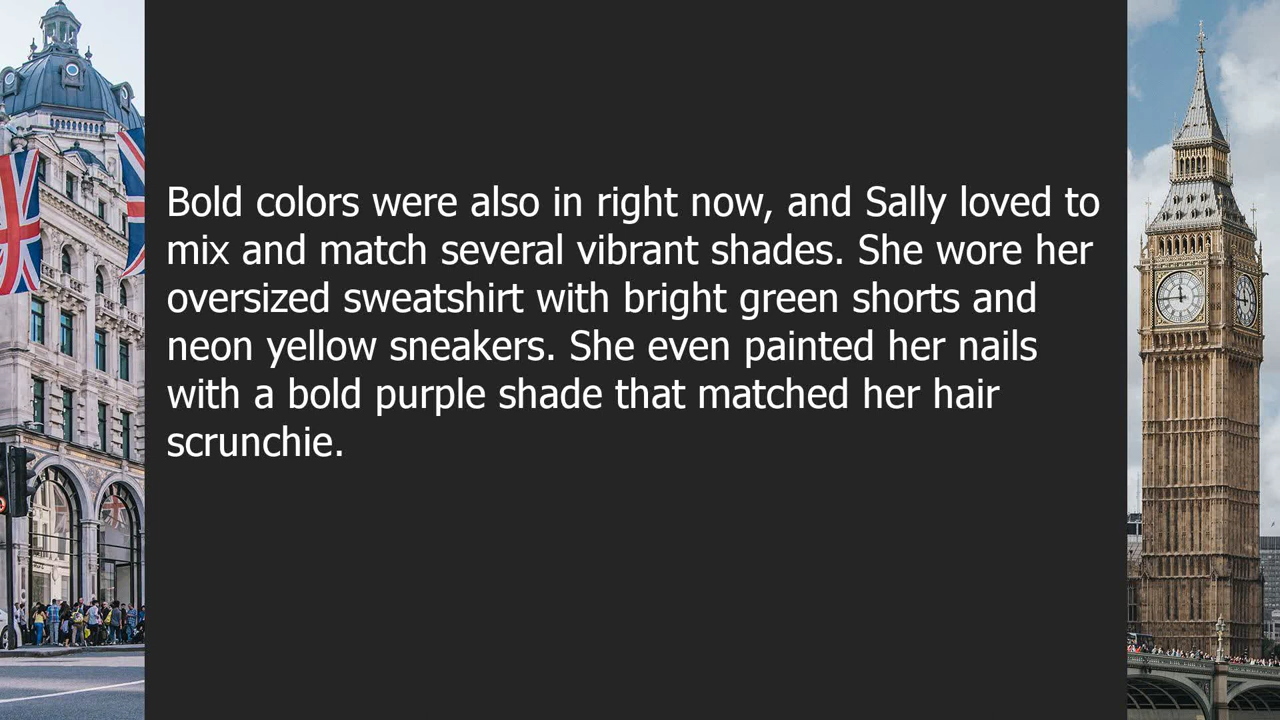 Bold colors were also in right now, and Sally loved to
mix and match several vibrant shades. She wore her
oversized sweatshirt with bright green shorts and
neon yellow sneakers. She even painted her nails
with a bold purple shade that matched her hair
scrunchie.